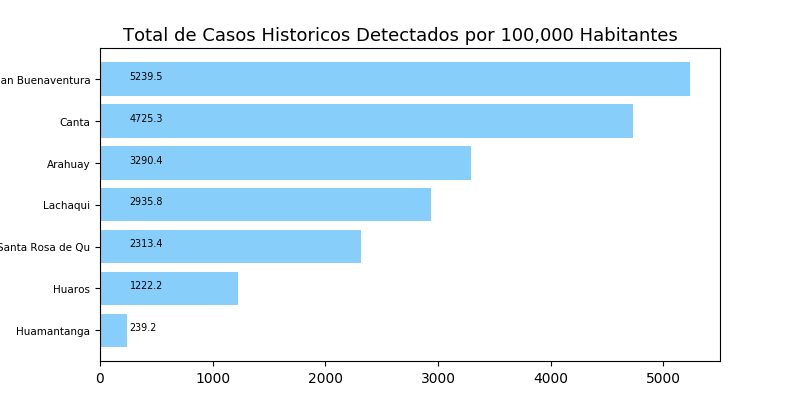 Total de Casos Historicos Detectados por 100,000 Habitantes
an Buenaventura 5239.5
Canta 4725.3
Arahuay 3290.4
Lachaqui 2935.8
Santa Rosa de Qu 2313.4
Huaros 1222.2
Huamantanga 239.2
0 1000 2000 3000 4000 5000